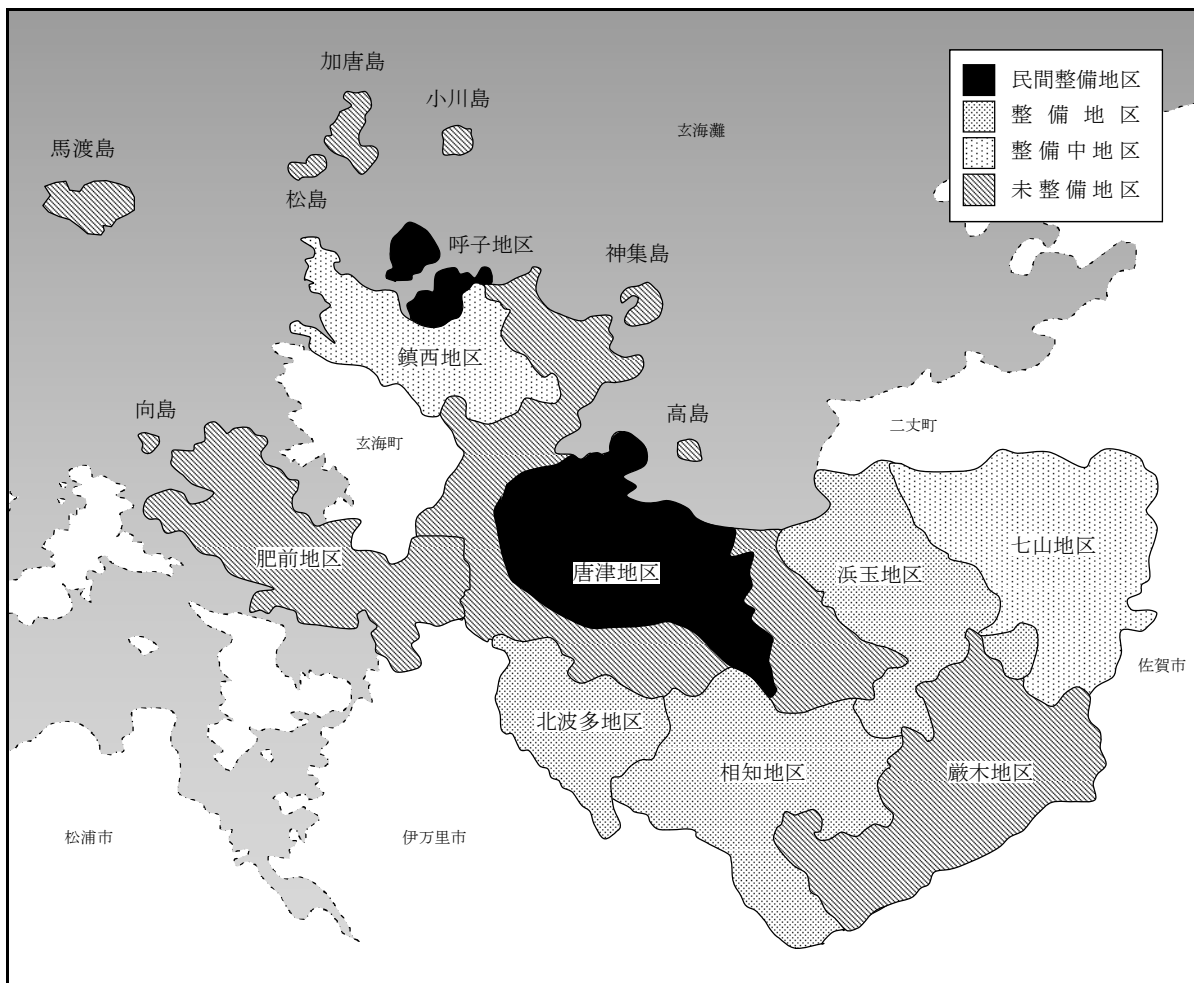 加唐島
小川島
馬渡島
松島
玄海灘
民間整備地区
整備地区
整備中地区
未整備地区
呼子地区
神集島
鎮西地区
向島
玄海町
高島
二丈町
肥前地区
唐津地区
浜玉地区
七山地区
佐賀市
北波多地区
相知地区
厳木地区
松浦市
伊万里市